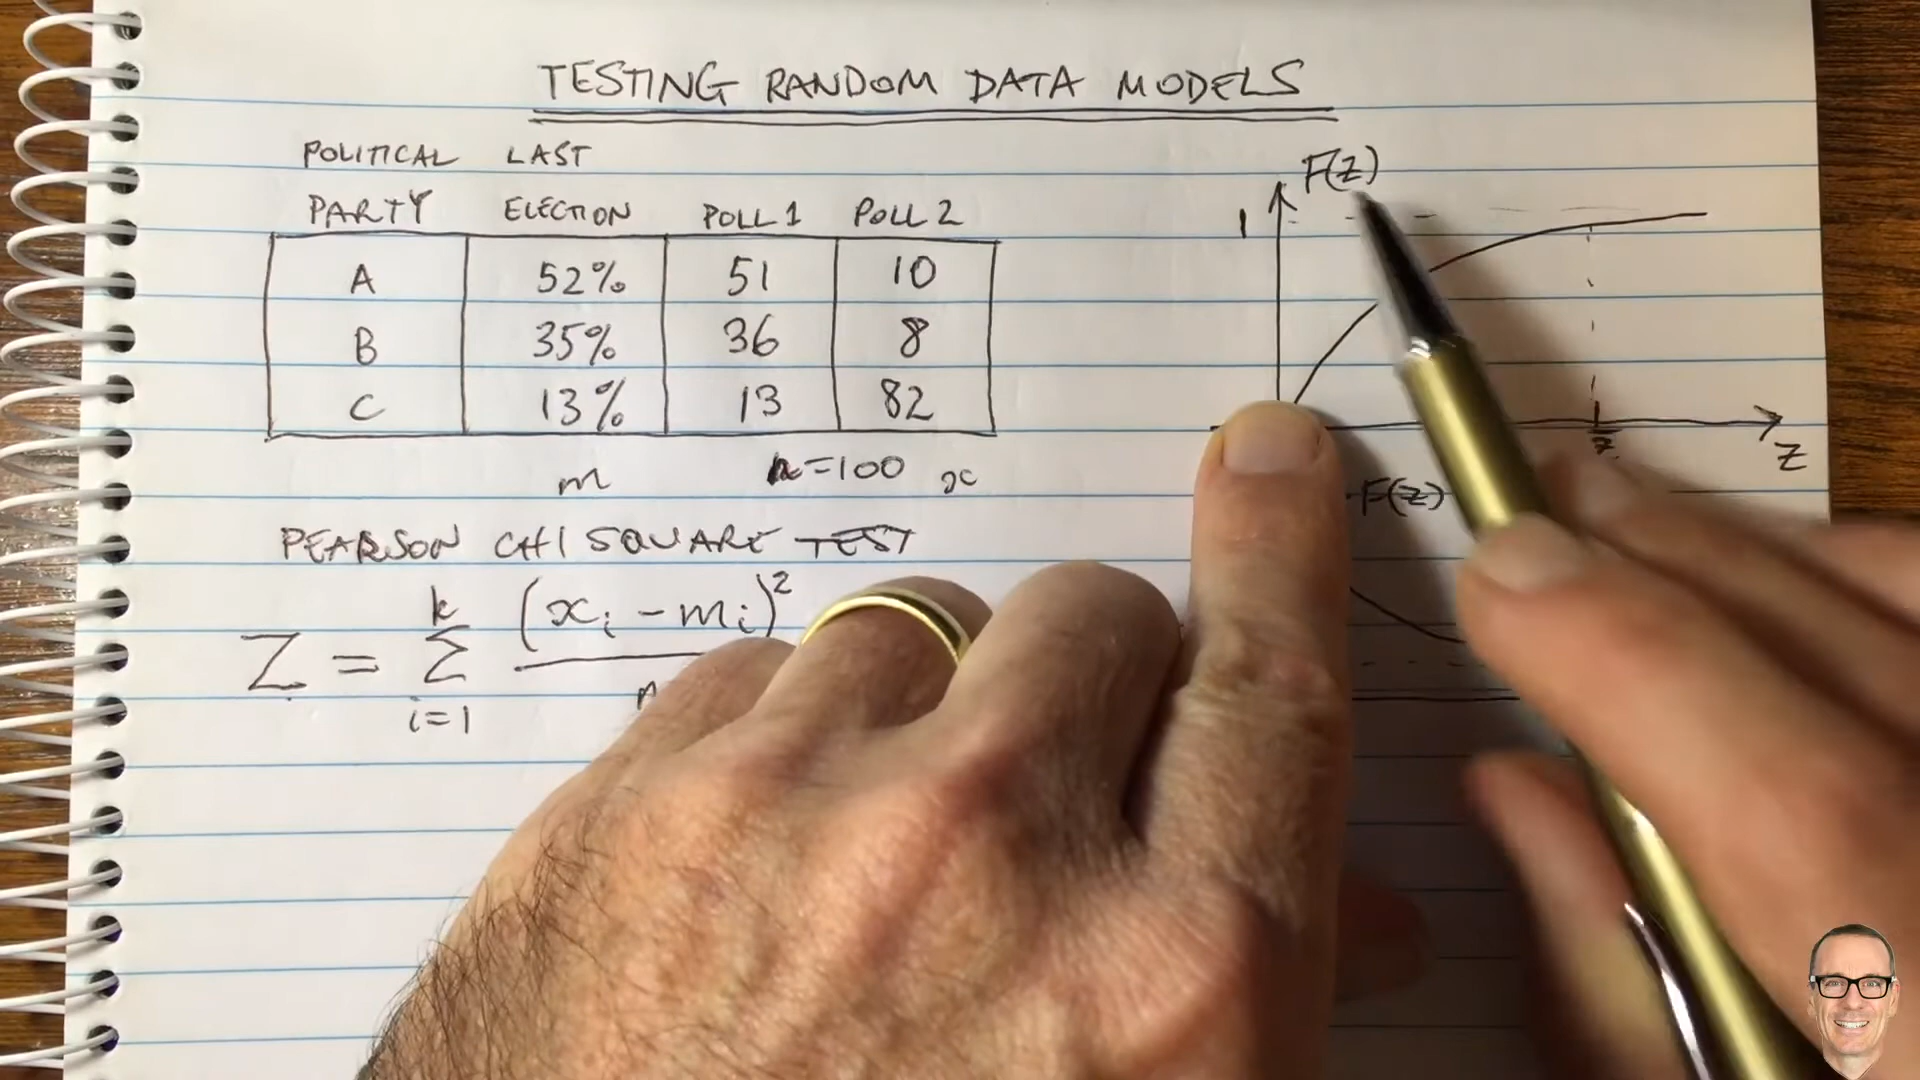 TESTING RANDOM DATA MODELS
POLITICAL LAST
PARTY ELECTION POLL 1 POLL 2
A 52% 51 10
B 35% 36 8
C 13% 13 82
m n=100 x
PEARSON CHI SQUARE TEST
Z = k Σ i=1 (xi - mi)²
F(z)
1
z
z
F(z)